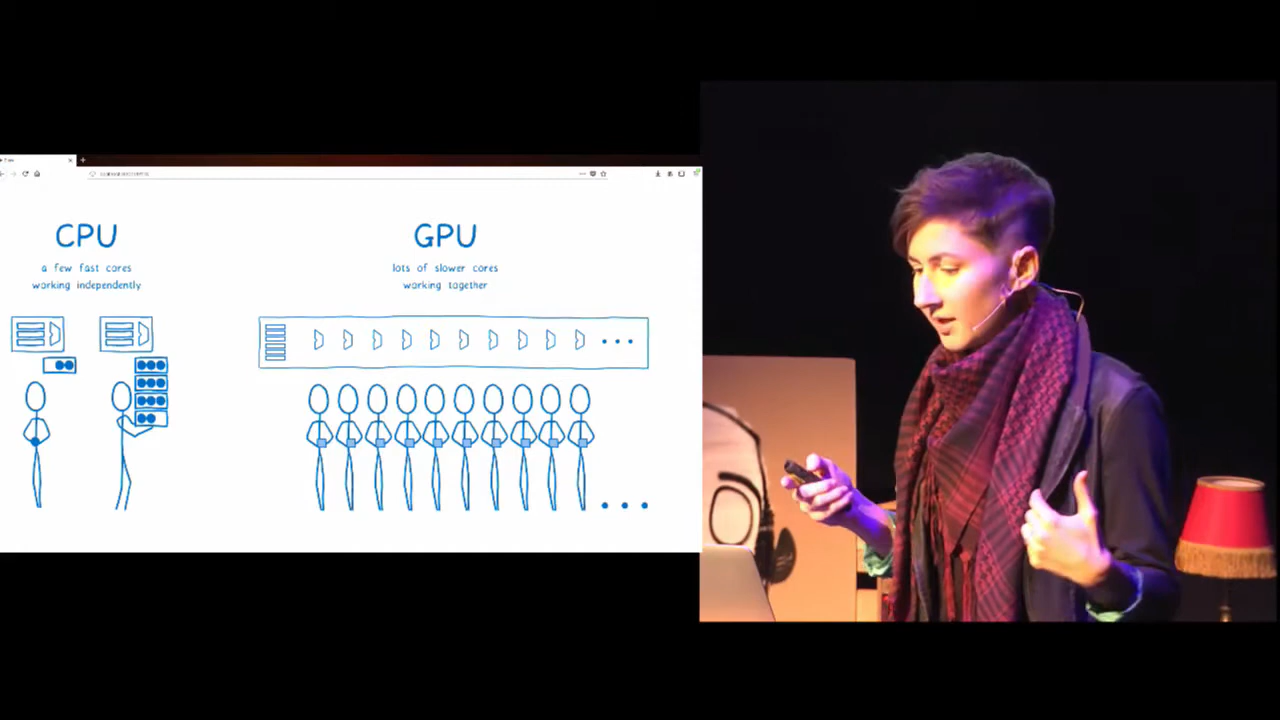 CPU
a few fast cores
working independently
GPU
lots of slower cores
working together